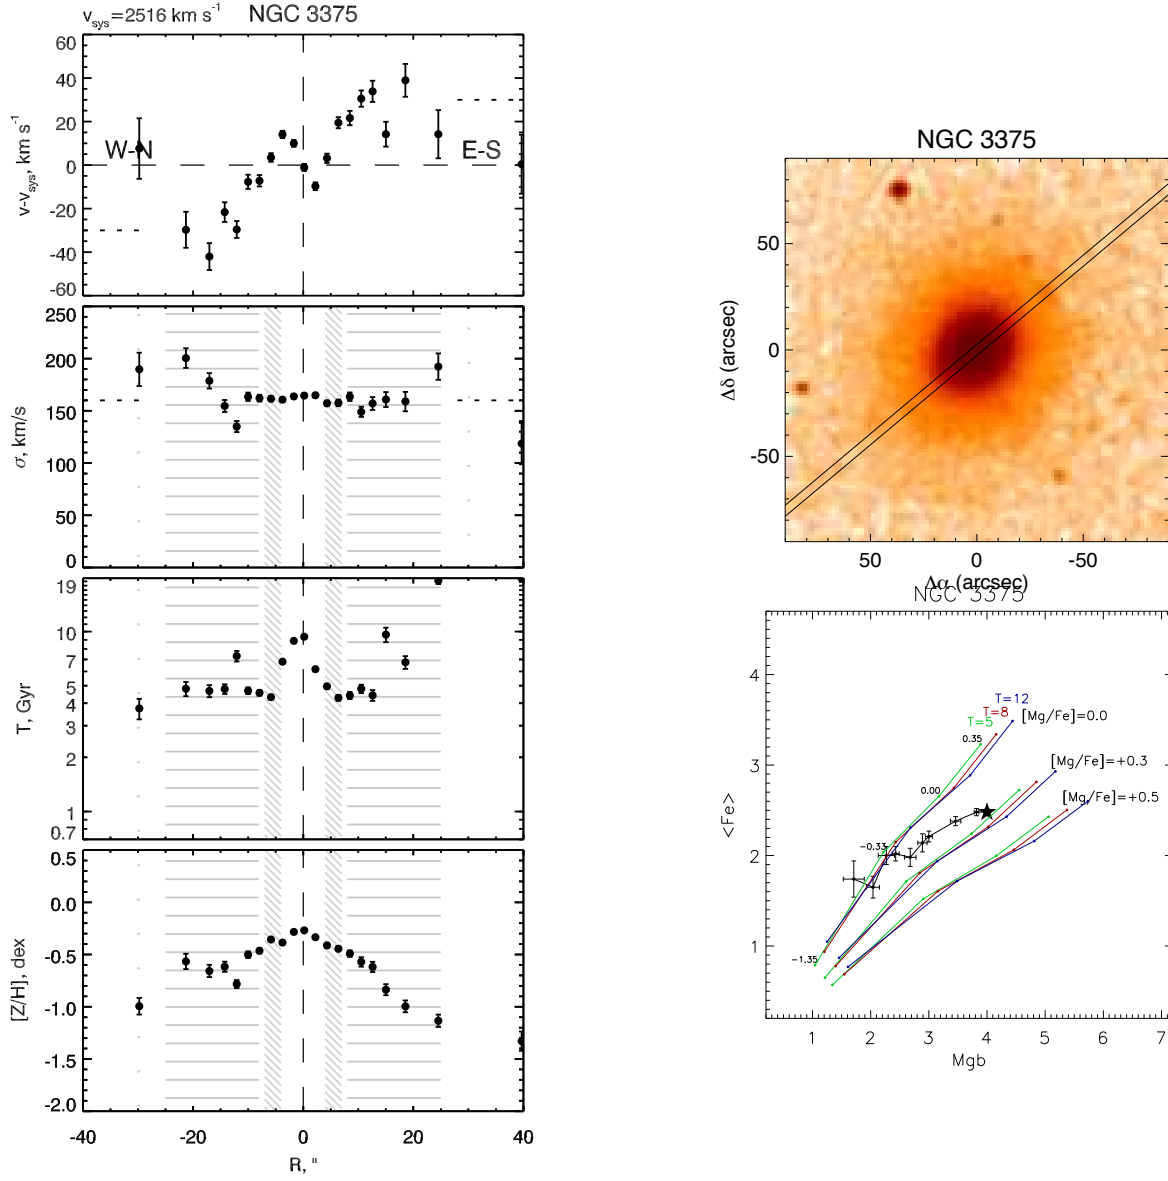 v_sys=2516 km s⁻¹ NGC 3375
60
40
20
0
-20
-40
-60
v-v_sys, km s⁻¹
W-N
E-S
250
200
150
100
50
0
σ, km/s
19
10
7
5
4
3
2
1
0.7
T, Gyr
0.5
0.0
-0.5
-1.0
-1.5
-2.0
[Z/H], dex
-40 -20 0 20 40
R, "
NGC 3375
50
0
-50
Δδ (arcsec)
50 0 -50
Δα (arcsec)
NGC 3375
4
3
2
1
<Fe>
T=12
T=8
T=5
[Mg/Fe]=0.0
0.35
[Mg/Fe]=+0.3
0.00
[Mg/Fe]=+0.5
-0.33
-1.35
1 2 3 4 5 6 7
Mgb